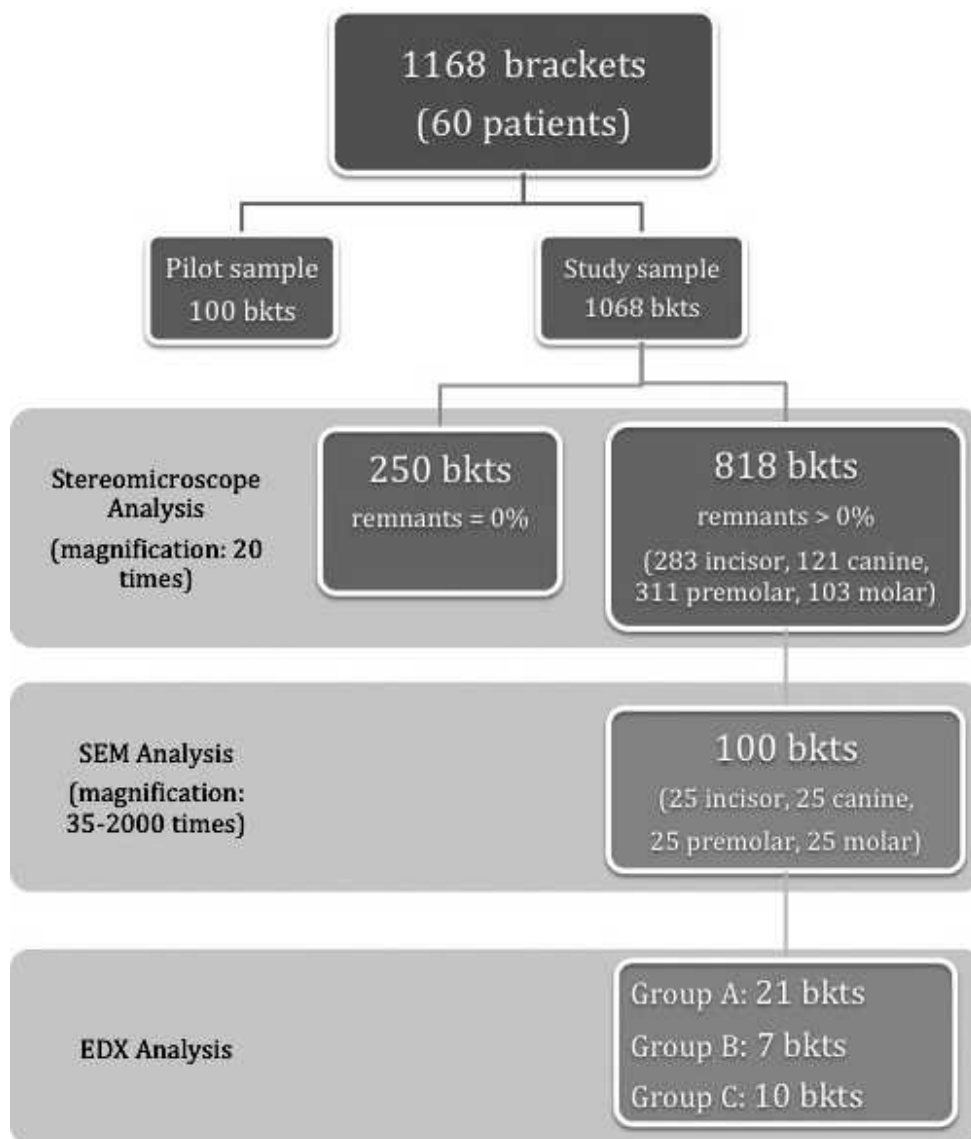 1168 brackets
(60 patients)
Pilot sample
100 bkts
Study sample
1068 bkts
Stereomicroscope
Analysis
(magnification: 20
times)
250 bkts
remnants = 0%
818 bkts
remnants > 0%
(283 incisor, 121 canine,
311 premolar, 103 molar)
SEM Analysis
(magnification:
35-2000 times)
100 bkts
(25 incisor, 25 canine,
25 premolar, 25 molar)
EDX Analysis
Group A: 21 bkts
Group B: 7 bkts
Group C: 10 bkts